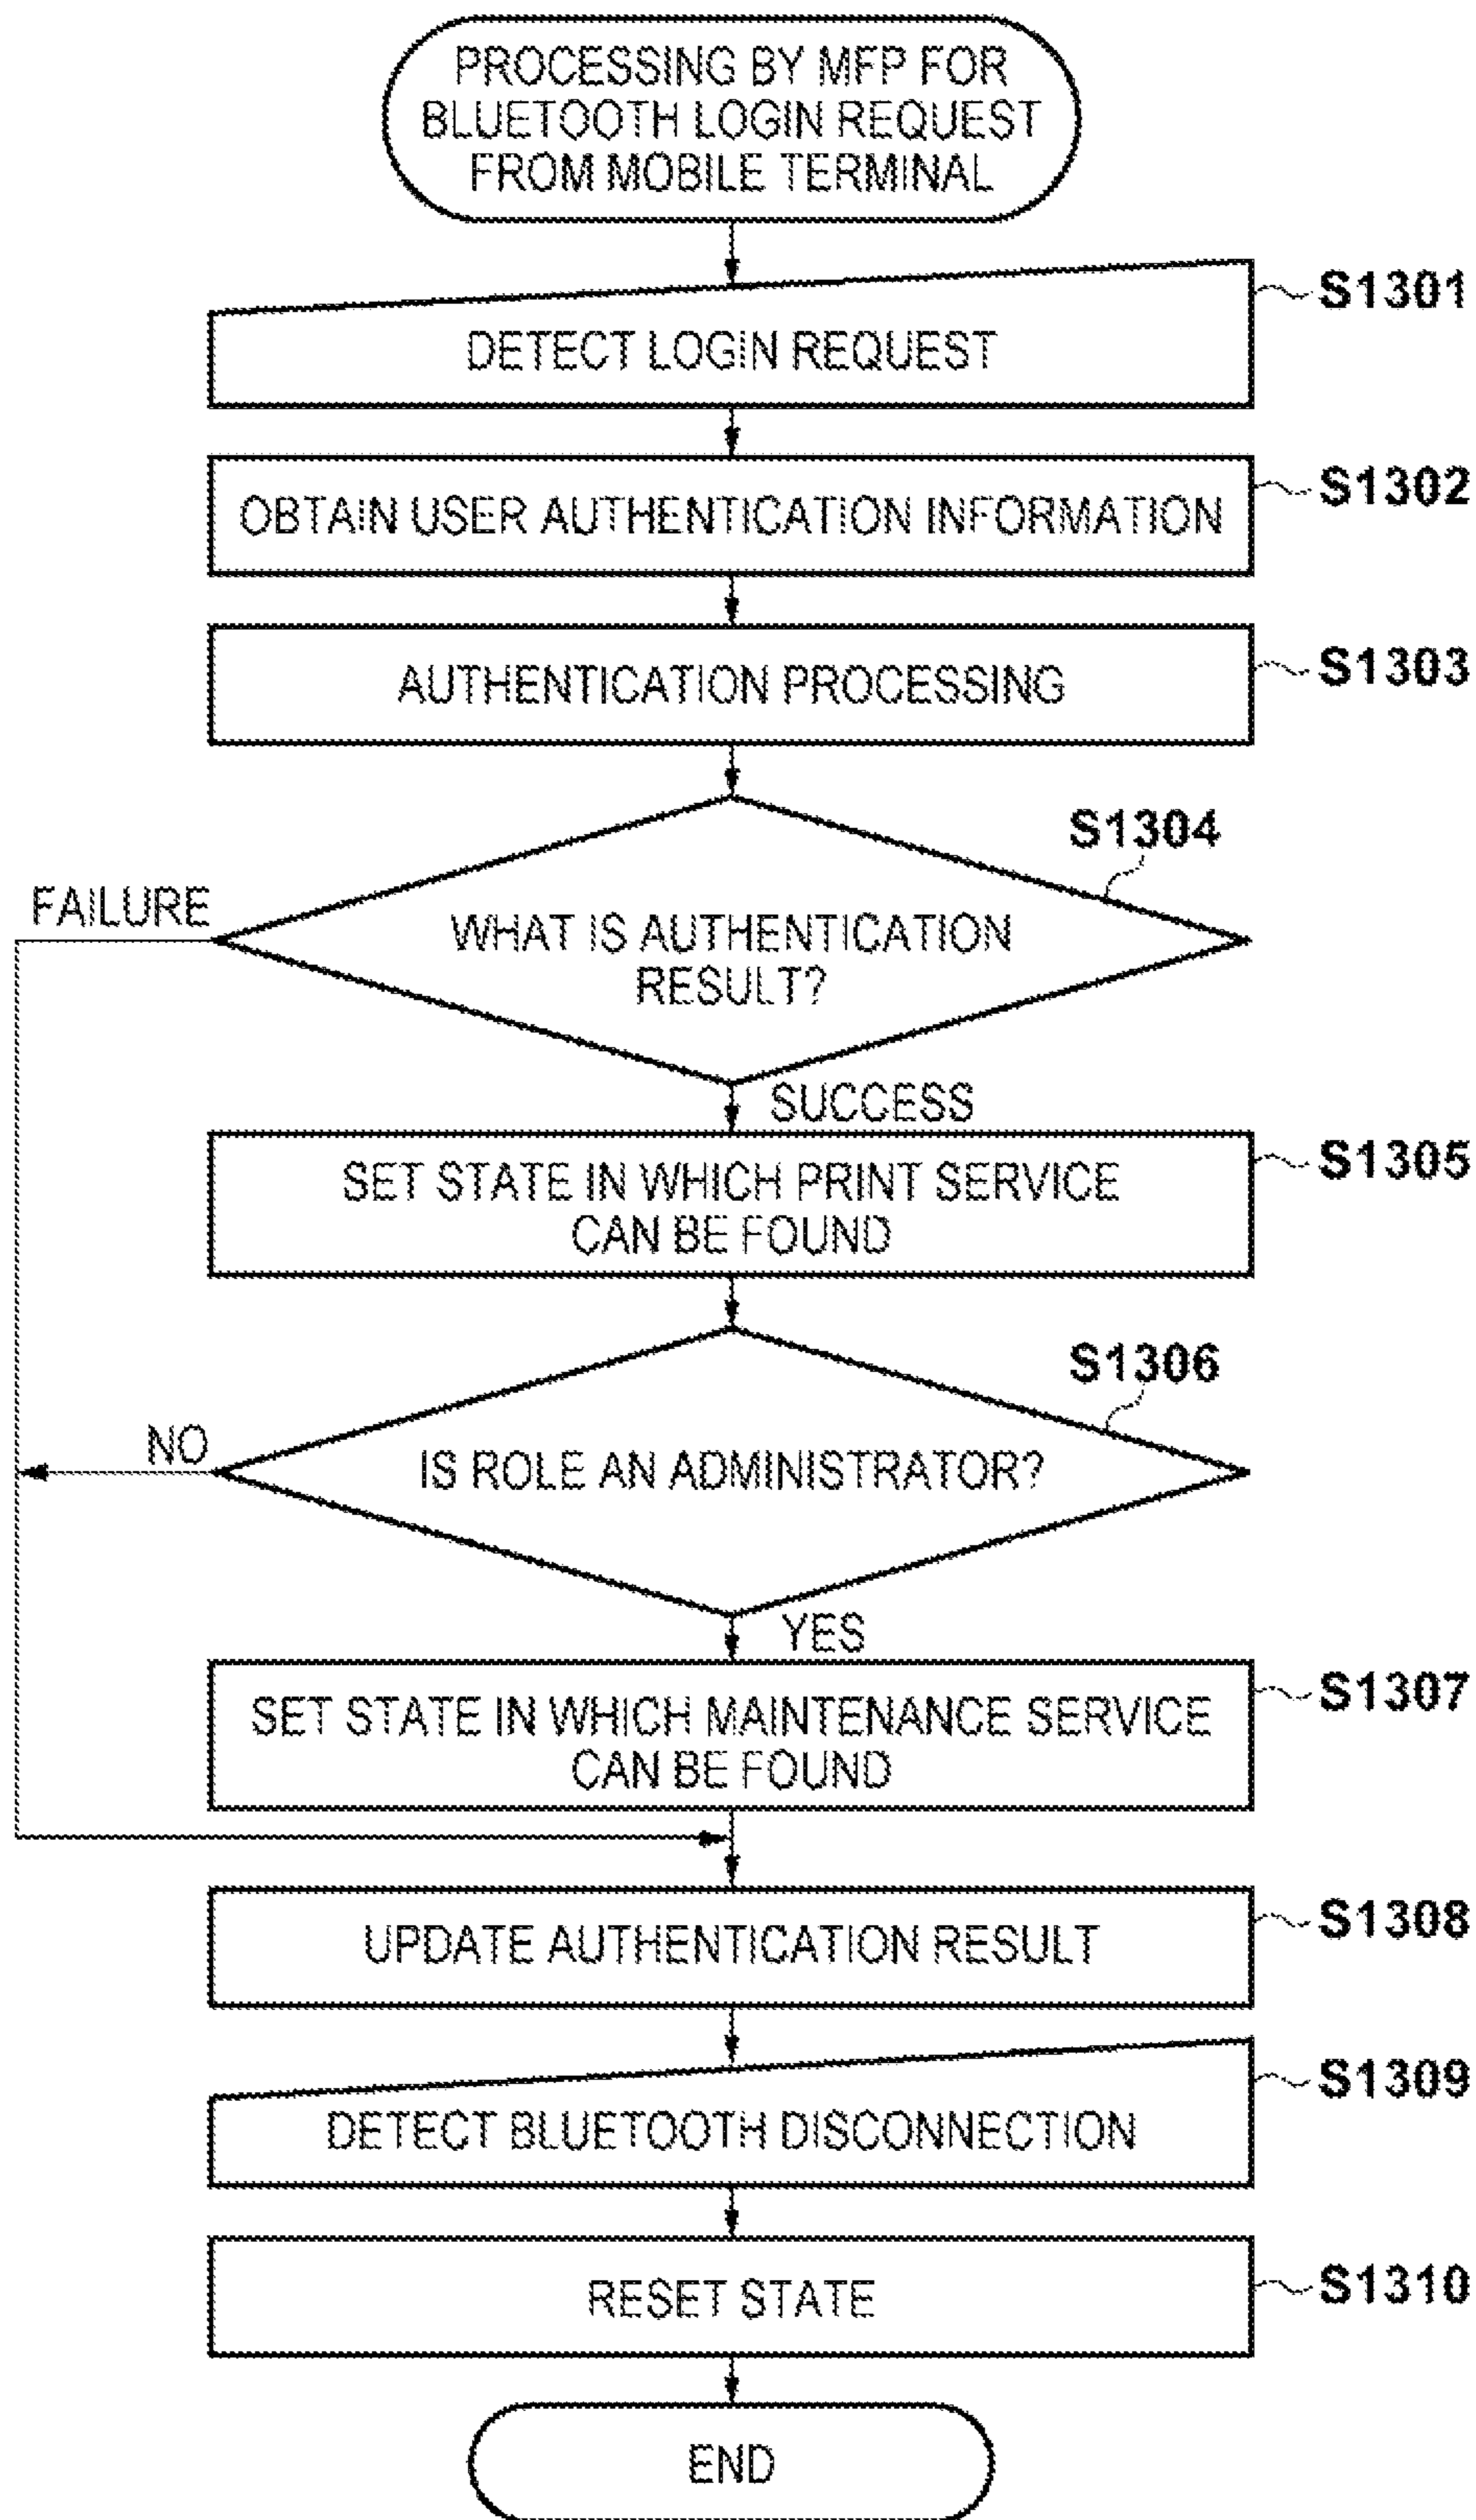 PROCESSING BY MFP FOR
BLUETOOTH LOGIN REQUEST
FROM MOBILE TERMINAL
S1301
DETECT LOGIN REQUEST
S1302
OBTAIN USER AUTHENTICATION INFORMATION
S1303
AUTHENTICATION PROCESSING
S1304
FAILURE
WHAT IS AUTHENTICATION
RESULT?
SUCCESS
S1305
SET STATE IN WHICH PRINT SERVICE
CAN BE FOUND
S1306
NO
IS ROLE AN ADMINISTRATOR?
YES
S1307
SET STATE IN WHICH MAINTENANCE SERVICE
CAN BE FOUND
S1308
UPDATE AUTHENTICATION RESULT
S1309
DETECT BLUETOOTH DISCONNECTION
S1310
RESET STATE
END